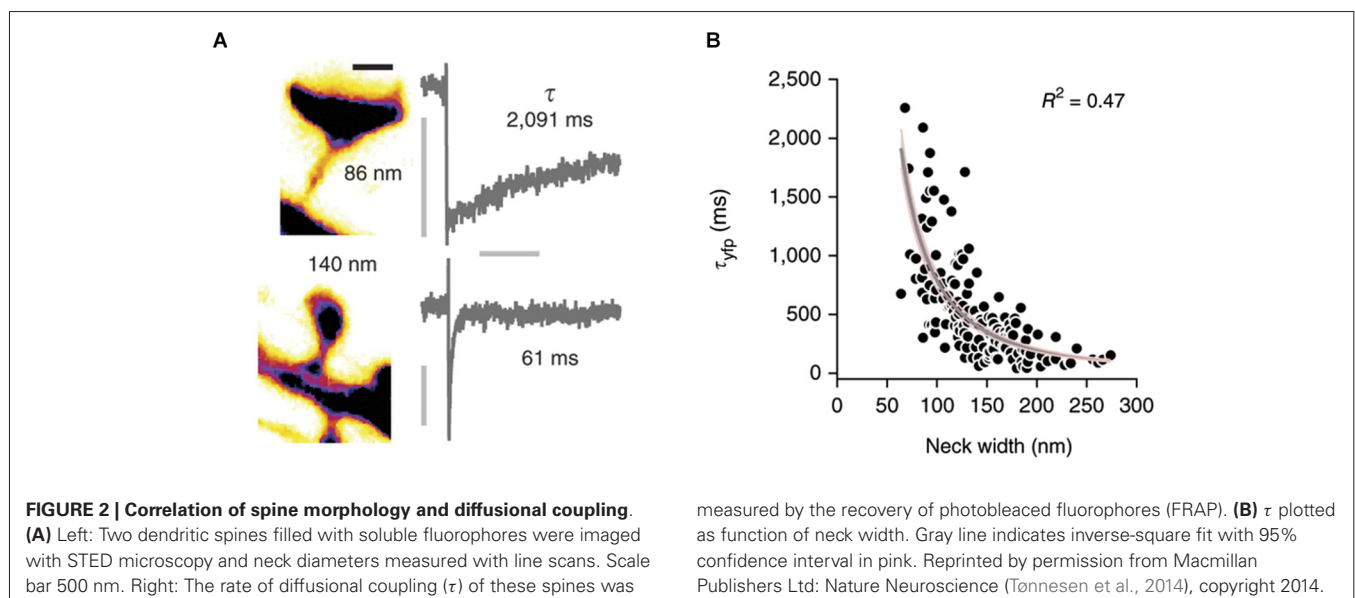 A
τ
2,091 ms
86 nm
140 nm
61 ms
B
2,500
2,000
1,500
1,000
500
0
τyfp (ms)
R² = 0.47
0 50 100 150 200 250 300
Neck width (nm)
FIGURE 2 | Correlation of spine morphology and diffusional coupling.
(A) Left: Two dendritic spines filled with soluble fluorophores were imaged
with STED microscopy and neck diameters measured with line scans. Scale
bar 500 nm. Right: The rate of diffusional coupling (τ) of these spines was
measured by the recovery of photobleaced fluorophores (FRAP). (B) τ plotted
as function of neck width. Gray line indicates inverse-square fit with 95%
confidence interval in pink. Reprinted by permission from Macmillan
Publishers Ltd: Nature Neuroscience (Tønnesen et al., 2014), copyright 2014.